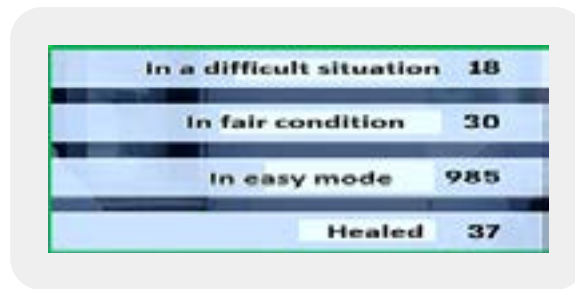 In a difficult situation 18
In fair condition 30
In easy mode 985
Healed 37